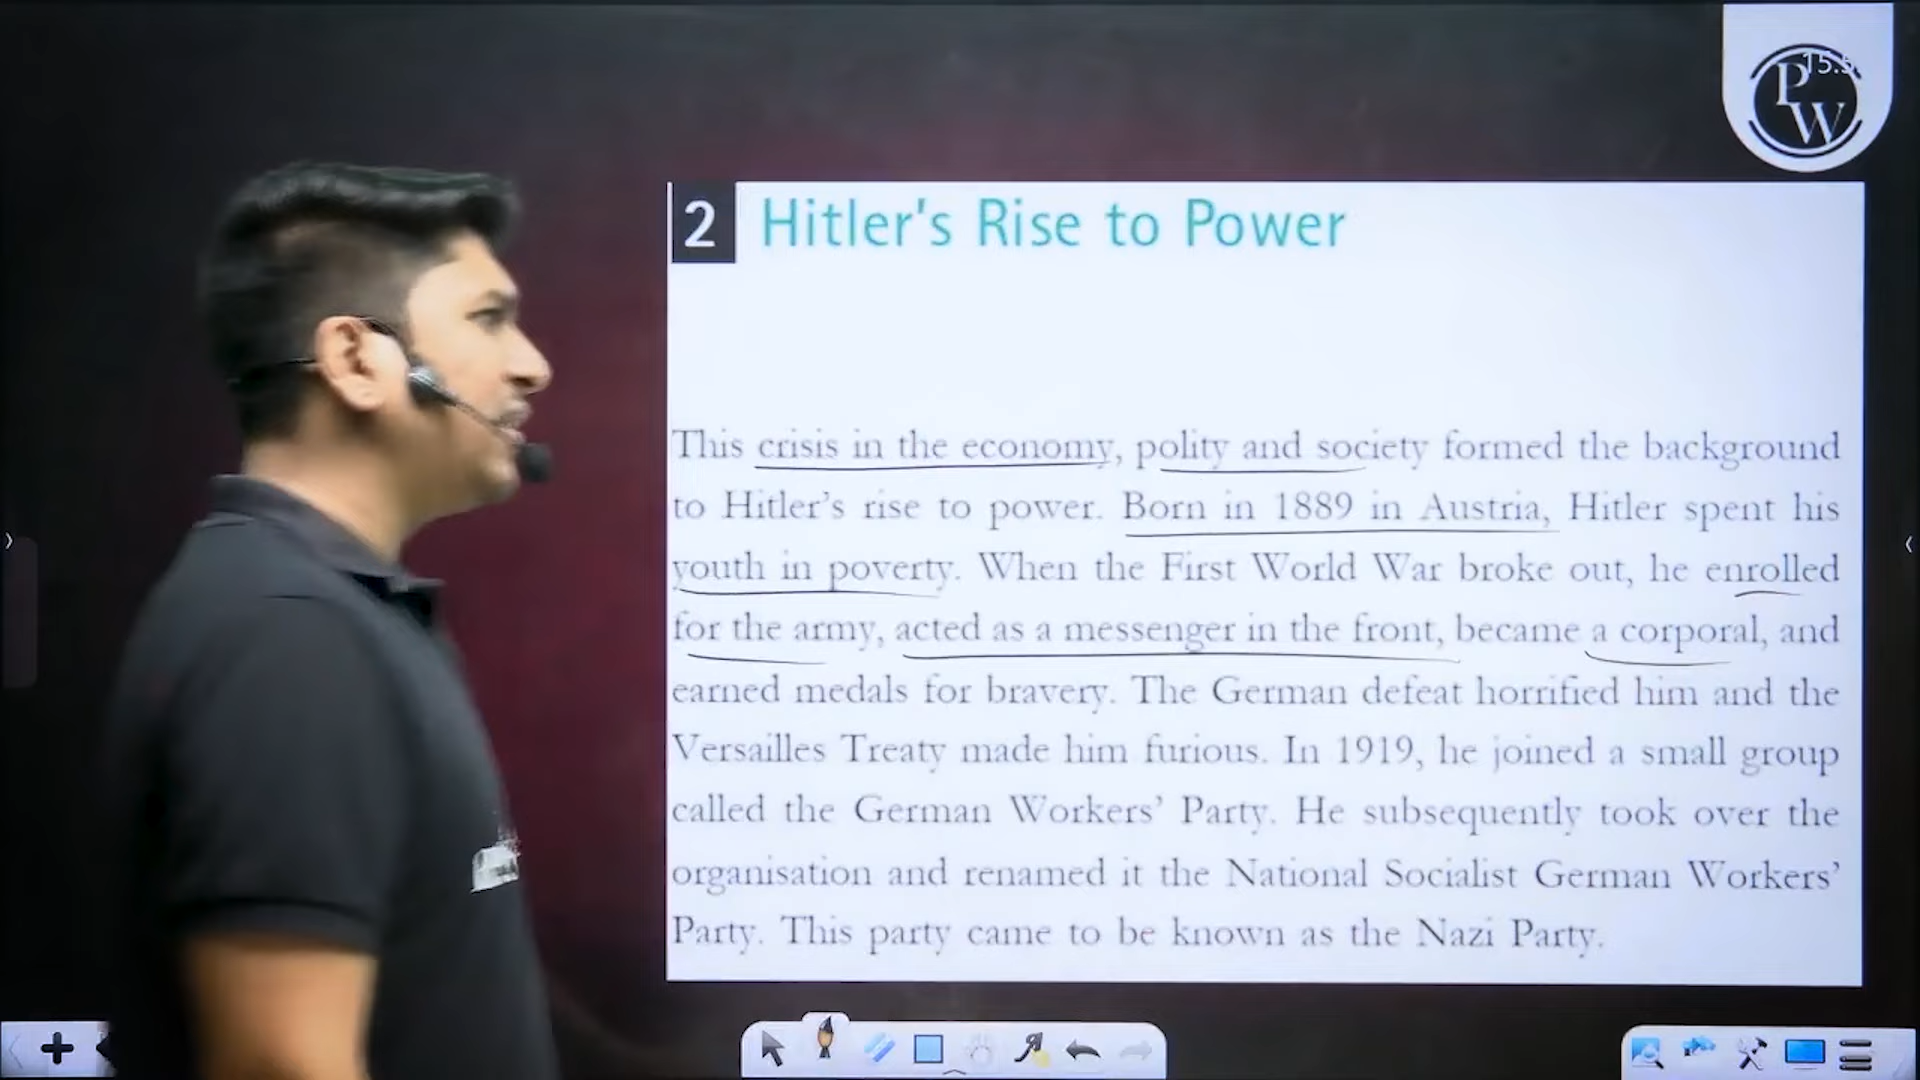 PW
15.5
2 Hitler's Rise to Power
This crisis in the economy, polity and society formed the background
to Hitler's rise to power. Born in 1889 in Austria, Hitler spent his
youth in poverty. When the First World War broke out, he enrolled
for the army, acted as a messenger in the front, became a corporal, and
earned medals for bravery. The German defeat horrified him and the
Versailles Treaty made him furious. In 1919, he joined a small group
called the German Workers' Party. He subsequently took over the
organisation and renamed it the National Socialist German Workers'
Party. This party came to be known as the Nazi Party.